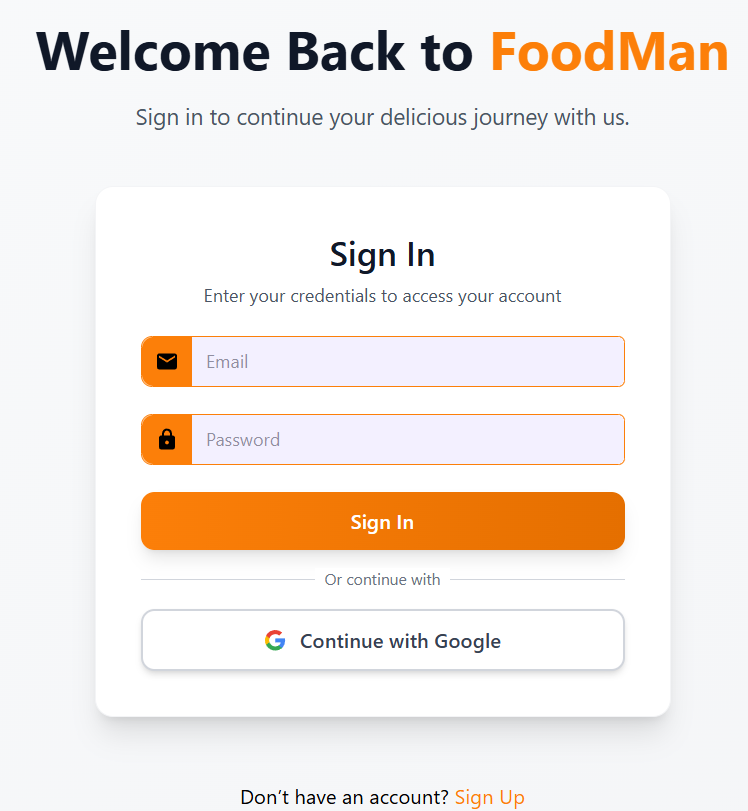 Welcome Back to FoodMan
Sign in to continue your delicious journey with us.
Sign In
Enter your credentials to access your account
Email
Password
Sign In
Or continue with
Continue with Google
Don’t have an account? Sign Up